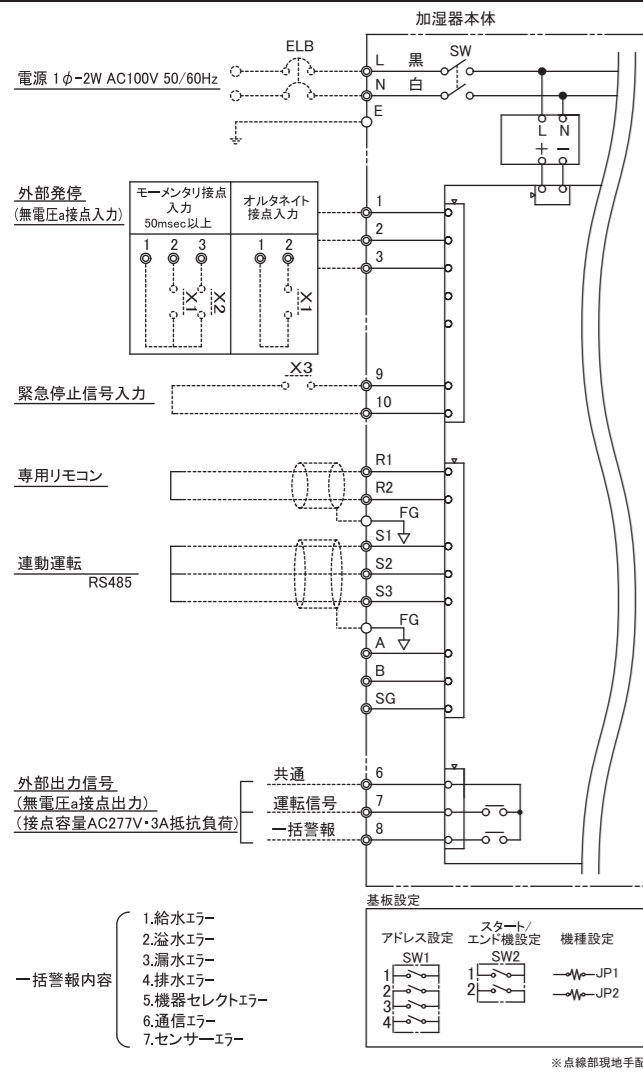 加湿器本体
電源 1φ-2W AC100V 50/60Hz
ELB
L 黒 SW
N 白
E
L N
+ −
外部発停
(無電圧a接点入力)
モーメンタリ接点
入力
50msec以上
1 2 3
X1 X2
オルタネイト
接点入力
1 2
X1
1
2
3
緊急停止信号入力
X3
9
10
専用リモコン
R1
R2
FG
連動運転
RS485
S1
S2
S3
FG
A
B
SG
外部出力信号
(無電圧a接点出力)
(接点容量AC277V・3A抵抗負荷)
共通 6
運転信号 7
一括警報 8
一括警報内容
1.給水エラー
2.溢水エラー
3.漏水エラー
4.排水エラー
5.機器セレクトエラー
6.通信エラー
7.センサーエラー
基板設定
アドレス設定
SW1
1
2
3
4
スタート/
エンド機設定
SW2
1
2
機種設定
JP1
JP2
※点線部現地手配